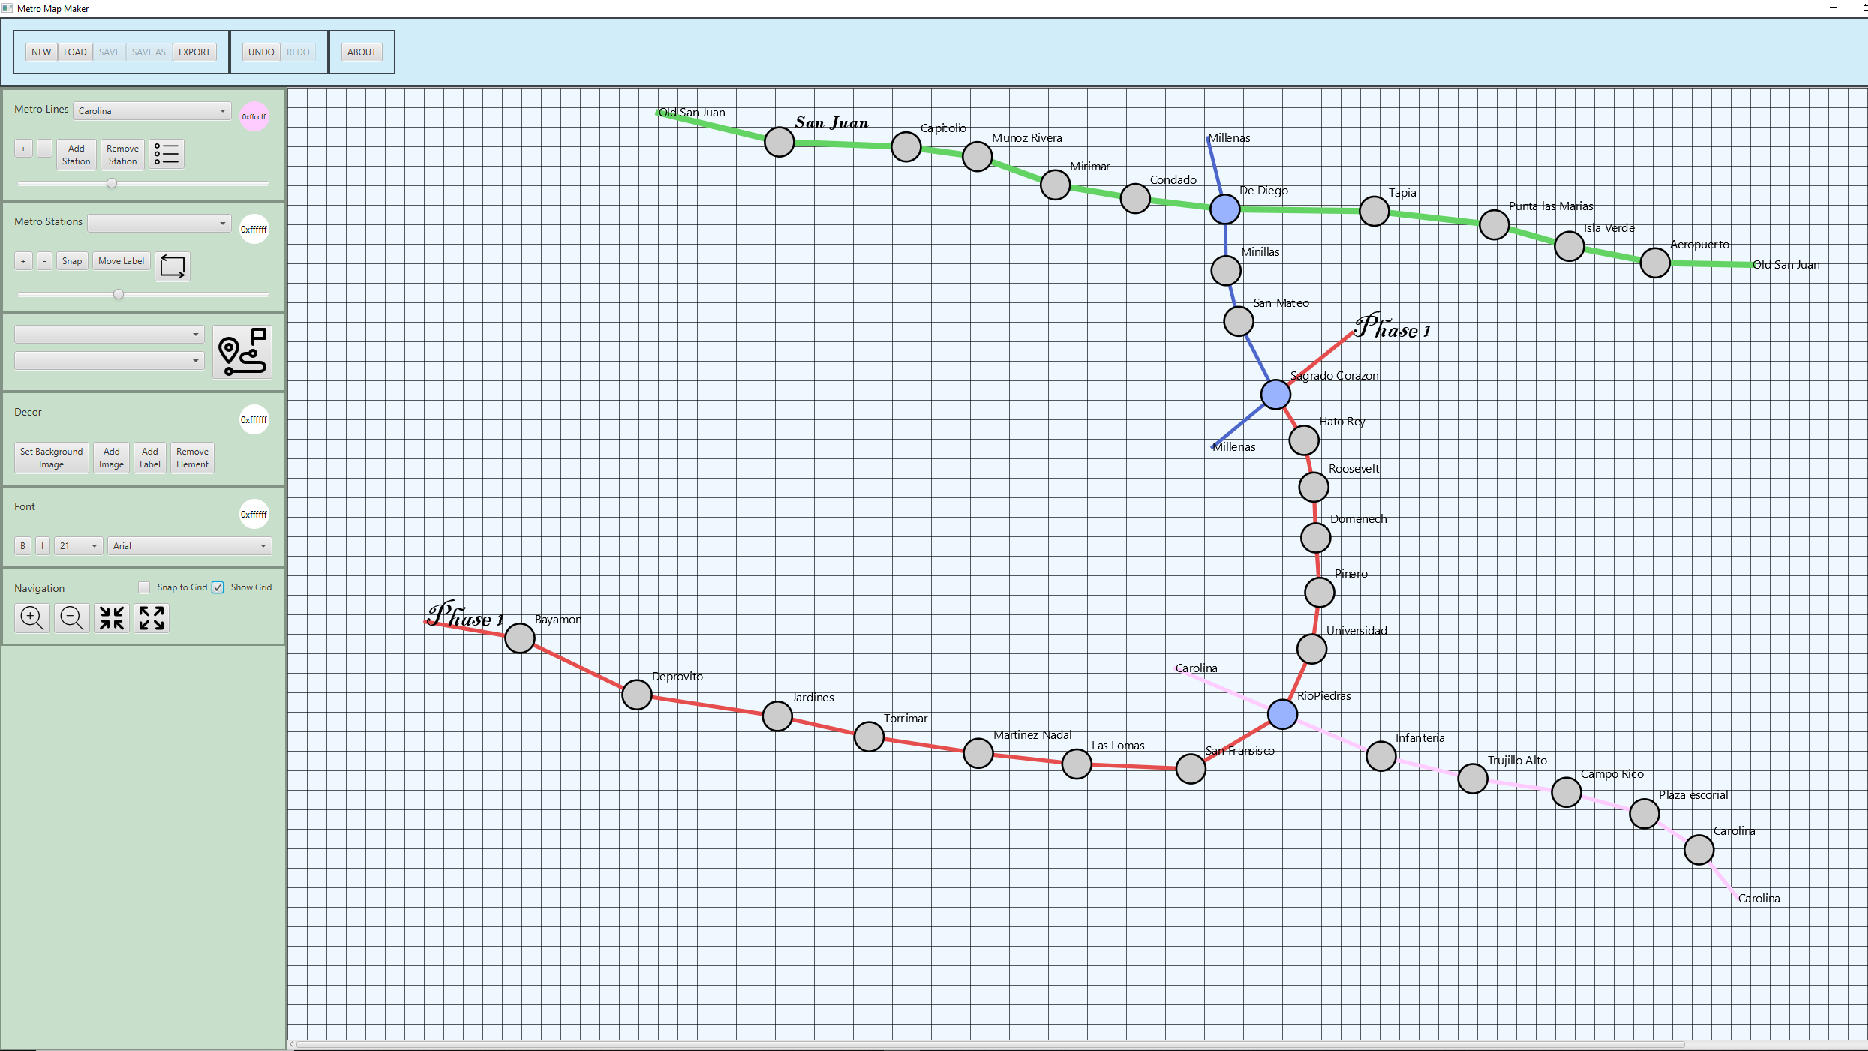 Metro Map Maker
NEW LOAD SAVE SAVE AS EXPORT UNDO REDO ABOUT
Metro Lines Carolina
+ Add Station Remove Station
Metro Stations 0xffffff
+ - Snap Move Label
Decor 0xffffff
Set Background Image Add Image Add Label Remove Element
Font 0xffffff
B I 21 Arial
Navigation Snap to Grid Show Grid
Old San Juan
San Juan
Capitolio
Munoz Rivera
Mirimar
Condado
Millenas
De Diego
Tapia
Punta las Marias
Isla Verde
Aeropuerto
Old San Juan
Minillas
San Mateo
Phase 1
Sagrado Corazon
Millenas
Hato Rey
Roosevelt
Domenech
Pinero
Universidad
Phase 1
Bayamon
Deprovito
Jardines
Torrimar
Martinez Nadal
Las Lomas
San Fransisco
Carolina
RioPiedras
Infanteria
Trujillo Alto
Campo Rico
Plaza escorial
Carolina
Carolina